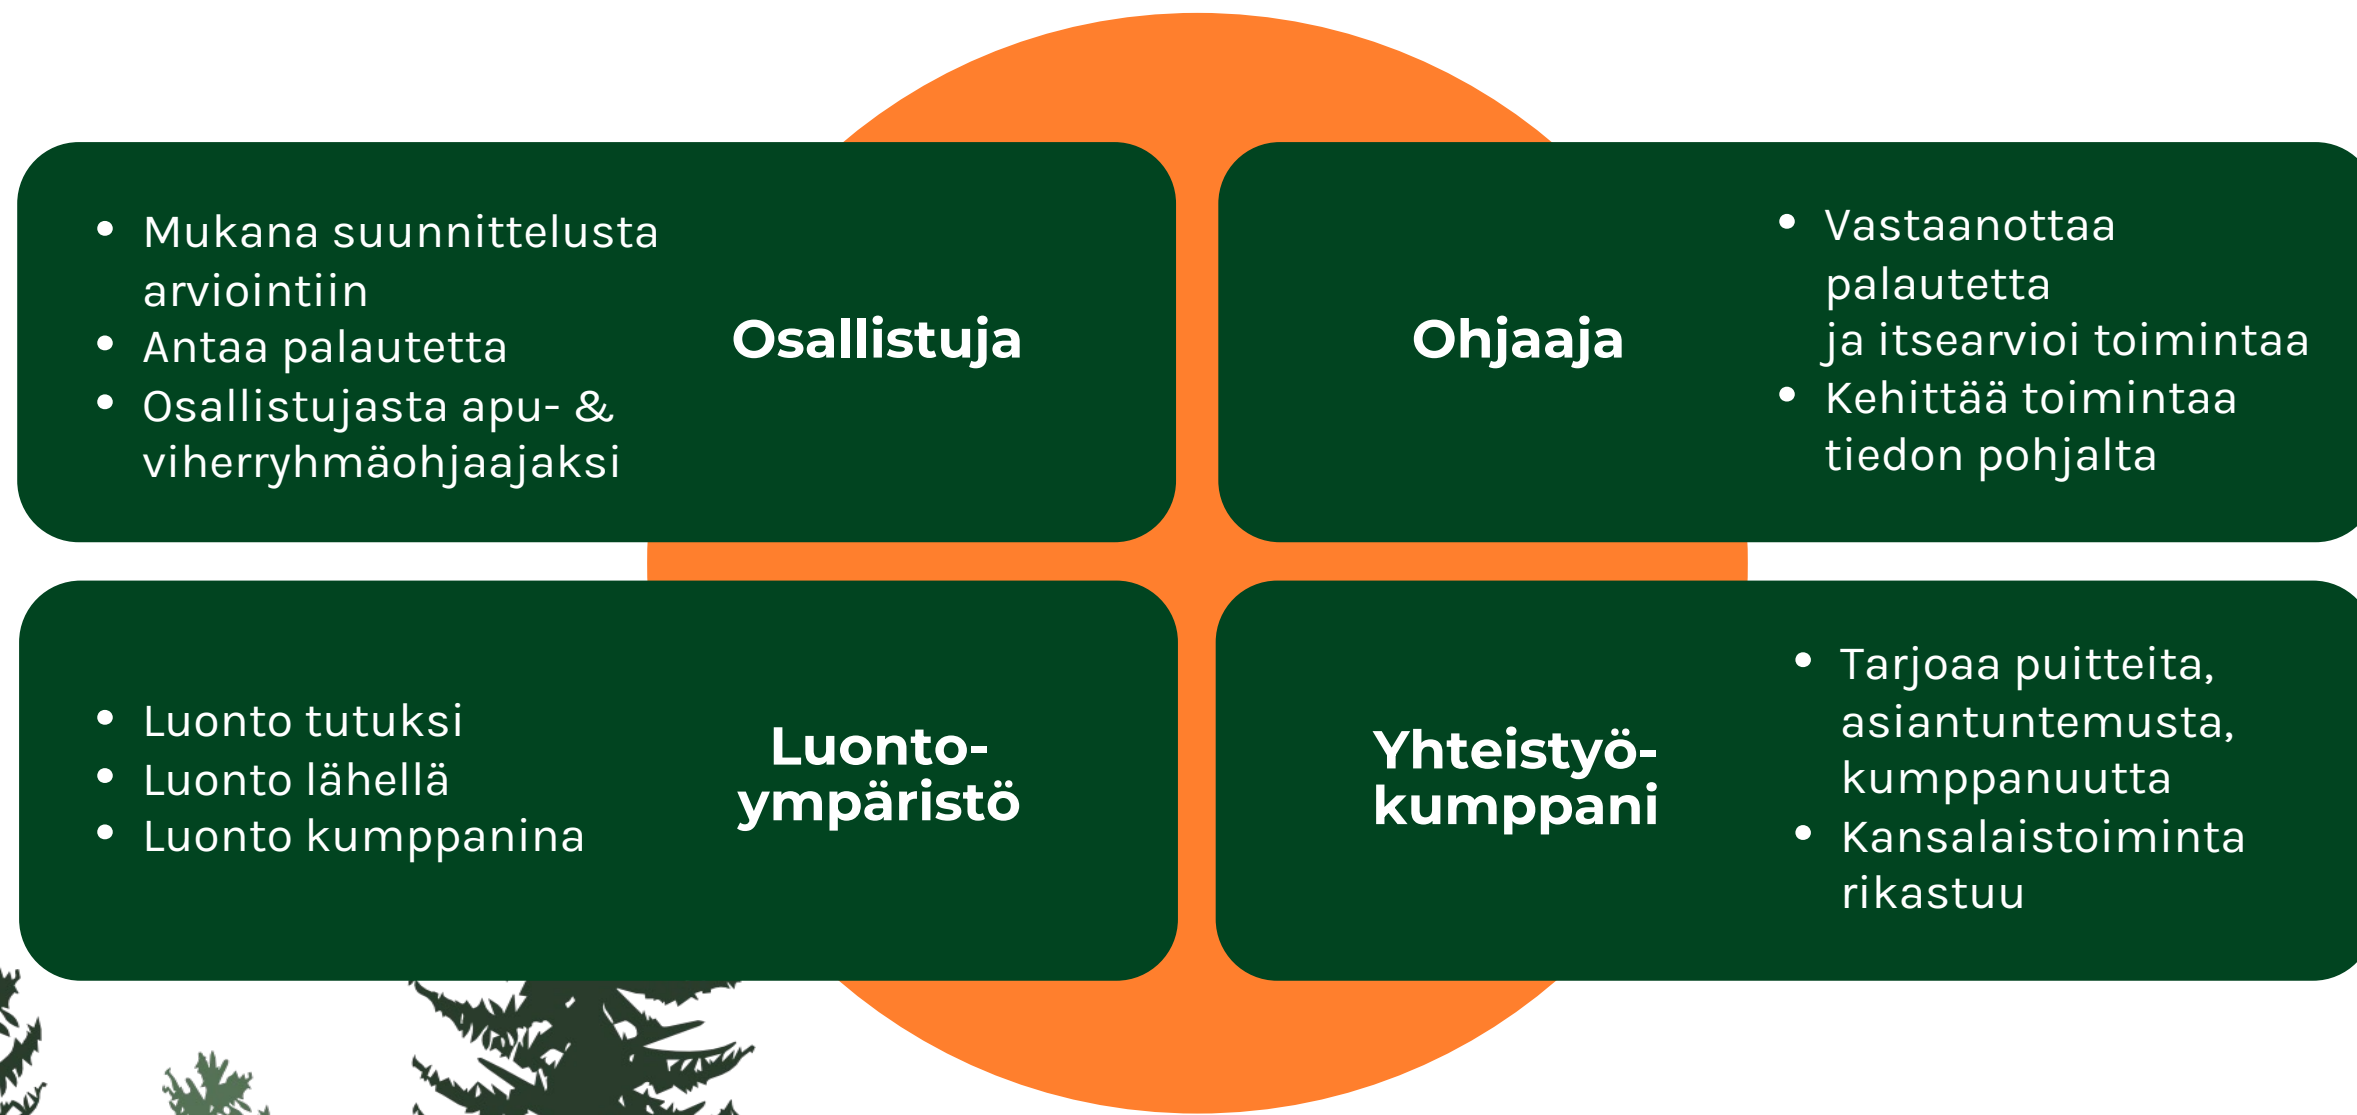 • Mukana suunnittelusta
arviointiin
• Antaa palautetta
• Osallistujasta apu- &
viherryhmäohjaajaksi
Osallistuja
Ohjaaja
• Vastaanottaa
palautetta
ja itsearvioi toimintaa
• Kehittää toimintaa
tiedon pohjalta
• Luonto tutuksi
• Luonto lähellä
• Luonto kumppanina
Luonto-
ympäristö
Yhteistyö-
kumppani
• Tarjoaa puitteita,
asiantuntemusta,
kumppanuutta
• Kansalaistoiminta
rikastuu